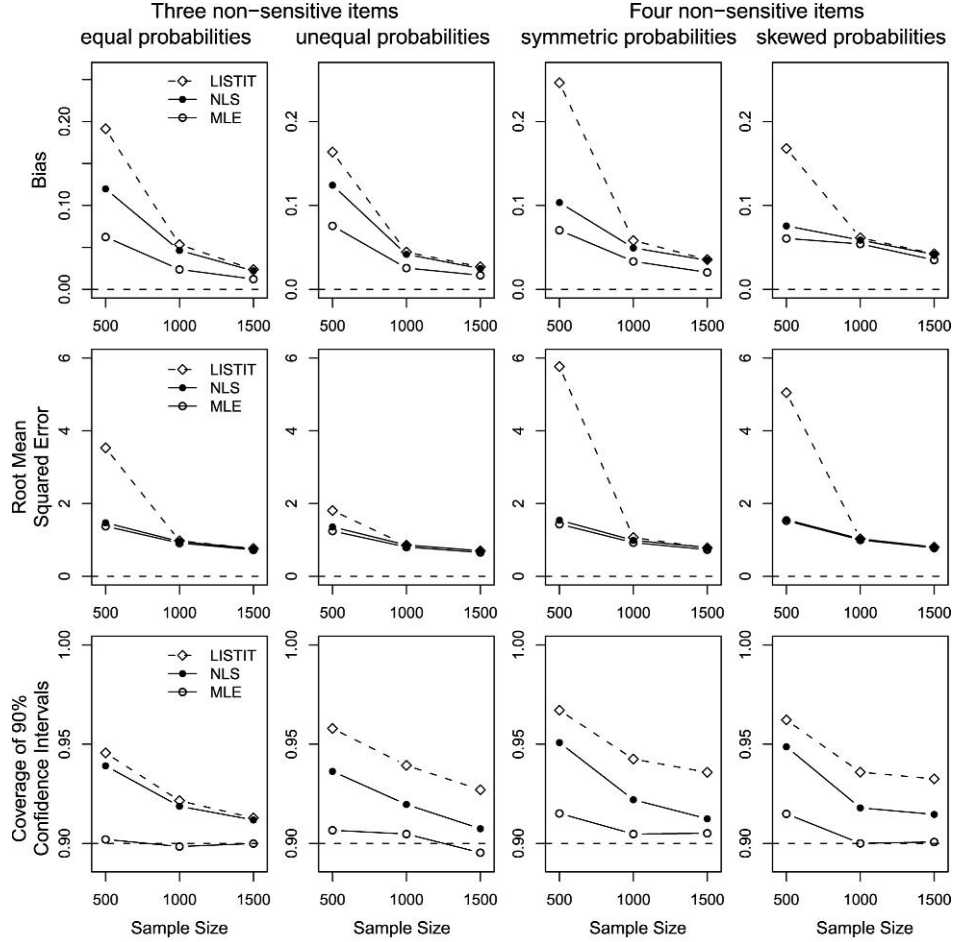 Three non−sensitive items
Four non−sensitive items
equal probabilities
unequal probabilities
symmetric probabilities
skewed probabilities
Bias
0.00
0.10
0.20
LISTIT
NLS
MLE
500 1000 1500
0.0
0.1
0.2
500 1000 1500
0.0
0.1
0.2
500 1000 1500
0.0
0.1
0.2
500 1000 1500
Root Mean
Squared Error
0
2
4
6
LISTIT
NLS
MLE
500 1000 1500
0
2
4
6
500 1000 1500
0
2
4
6
500 1000 1500
0
2
4
6
500 1000 1500
Coverage of 90%
Confidence Intervals
0.90
0.95
1.00
LISTIT
NLS
MLE
500 1000 1500
Sample Size
0.90
0.95
1.00
500 1000 1500
Sample Size
0.90
0.95
1.00
500 1000 1500
Sample Size
0.90
0.95
1.00
500 1000 1500
Sample Size